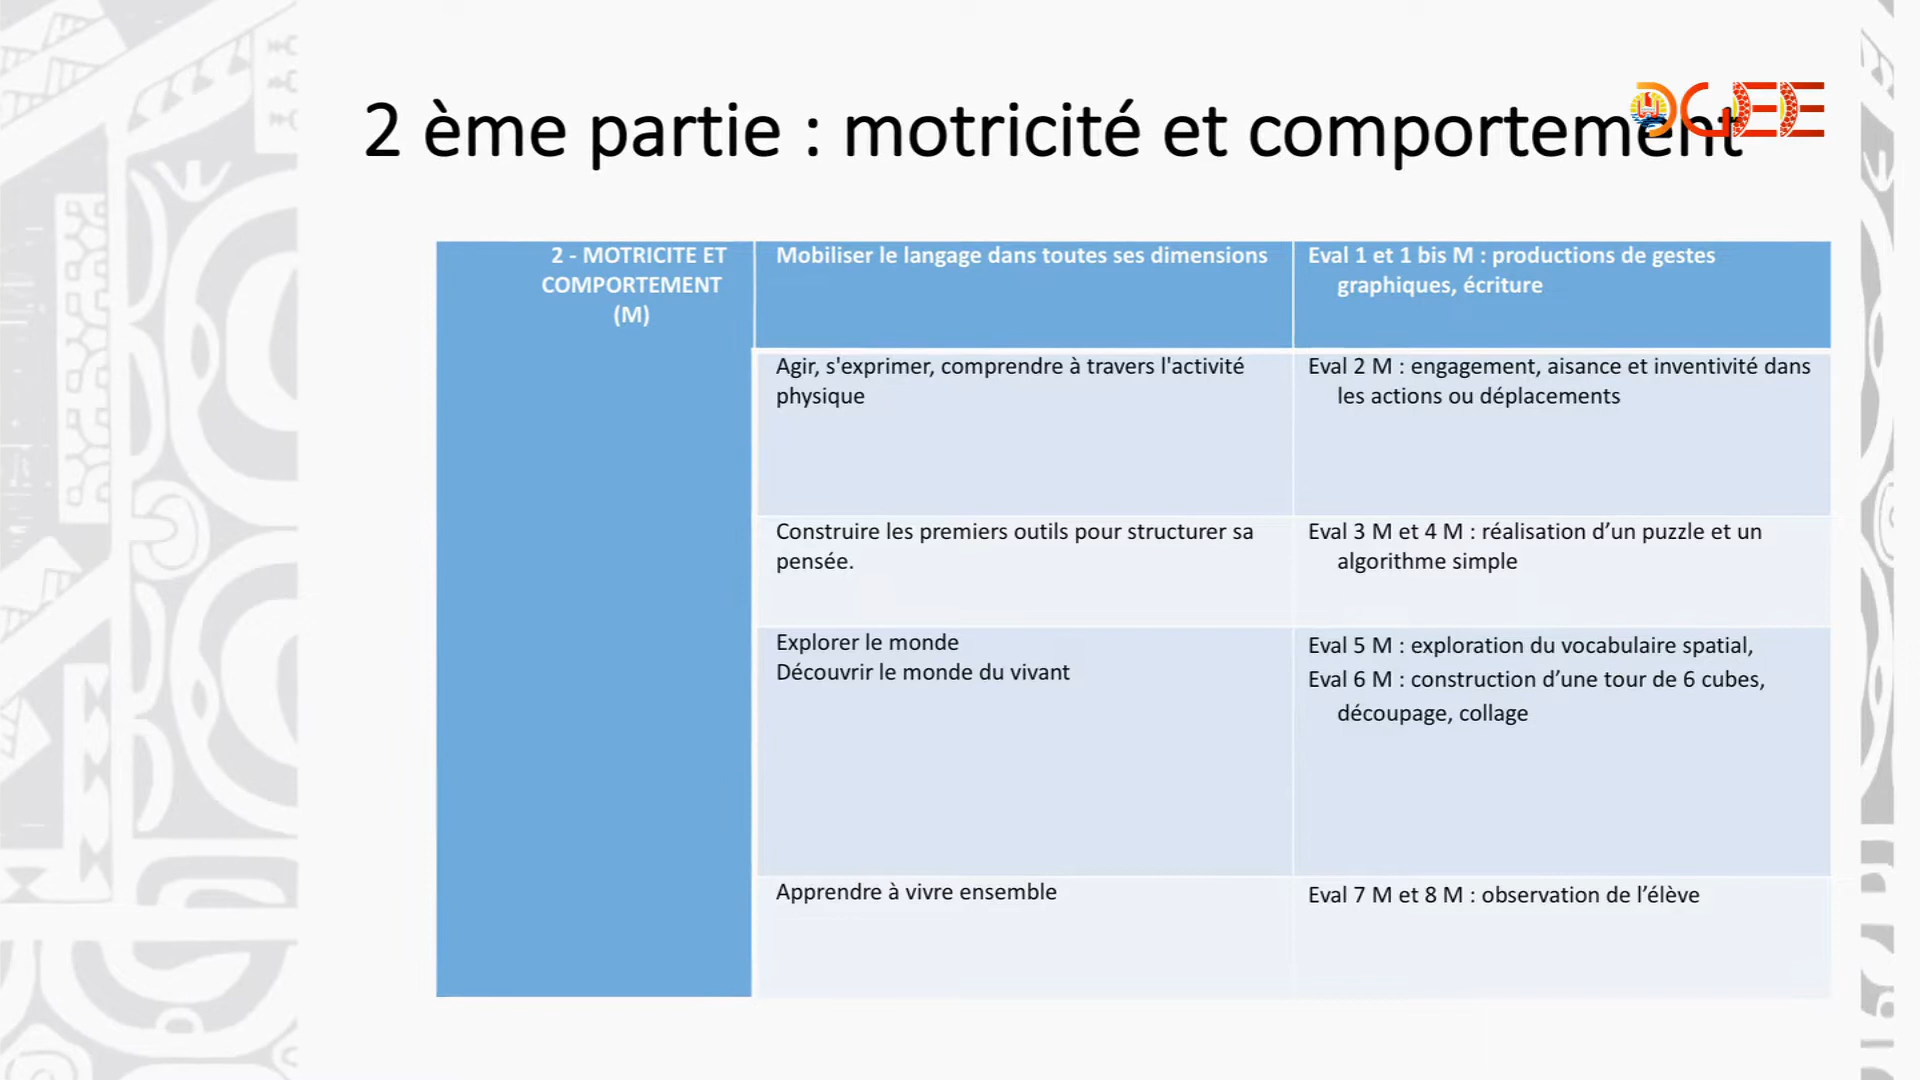 2 ème partie : motricité et comportement
DGEE
2 - MOTRICITE ET
COMPORTEMENT
(M)
Mobiliser le langage dans toutes ses dimensions
Eval 1 et 1 bis M : productions de gestes
graphiques, écriture
Agir, s'exprimer, comprendre à travers l'activité
physique
Eval 2 M : engagement, aisance et inventivité dans
les actions ou déplacements
Construire les premiers outils pour structurer sa
pensée.
Eval 3 M et 4 M : réalisation d’un puzzle et un
algorithme simple
Explorer le monde
Découvrir le monde du vivant
Eval 5 M : exploration du vocabulaire spatial,
Eval 6 M : construction d’une tour de 6 cubes,
découpage, collage
Apprendre à vivre ensemble
Eval 7 M et 8 M : observation de l’élève